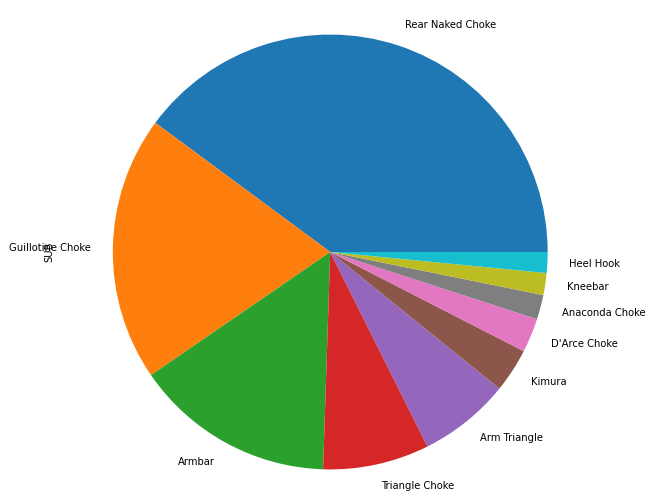 Rear Naked Choke
Guillotine Choke
SUB
Heel Hook
Kneebar
Anaconda Choke
D'Arce Choke
Kimura
Arm Triangle
Armbar
Triangle Choke